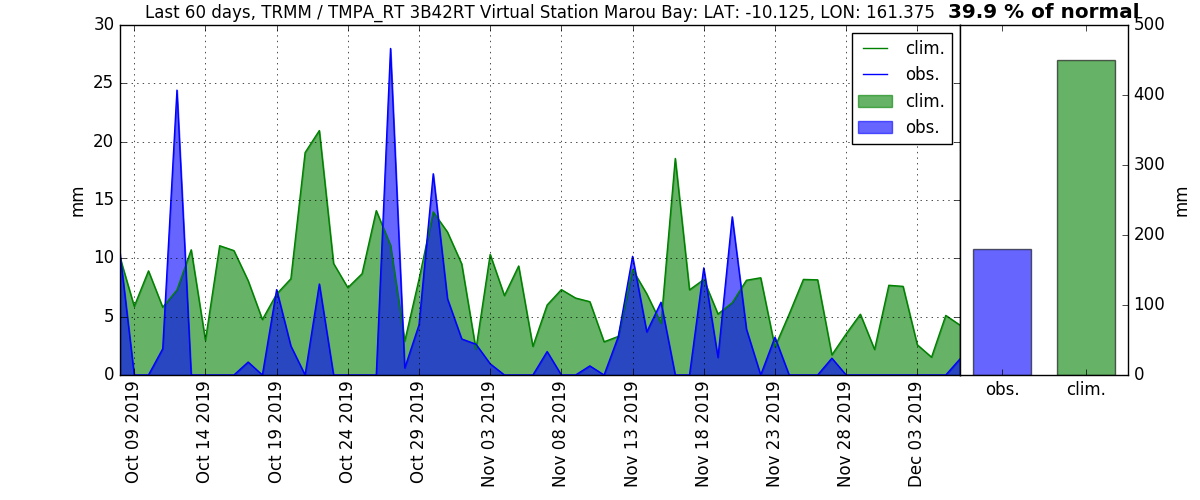 Last 60 days, TRMM / TMPA_RT 3B42RT Virtual Station Marou Bay: LAT: -10.125, LON: 161.375 39.9 % of normal
30
25
20
15
10
5
0
mm
clim.
obs.
clim.
obs.
500
400
300
200
100
0
mm
obs. clim.
Oct 09 2019
Oct 14 2019
Oct 19 2019
Oct 24 2019
Oct 29 2019
Nov 03 2019
Nov 08 2019
Nov 13 2019
Nov 18 2019
Nov 23 2019
Nov 28 2019
Dec 03 2019